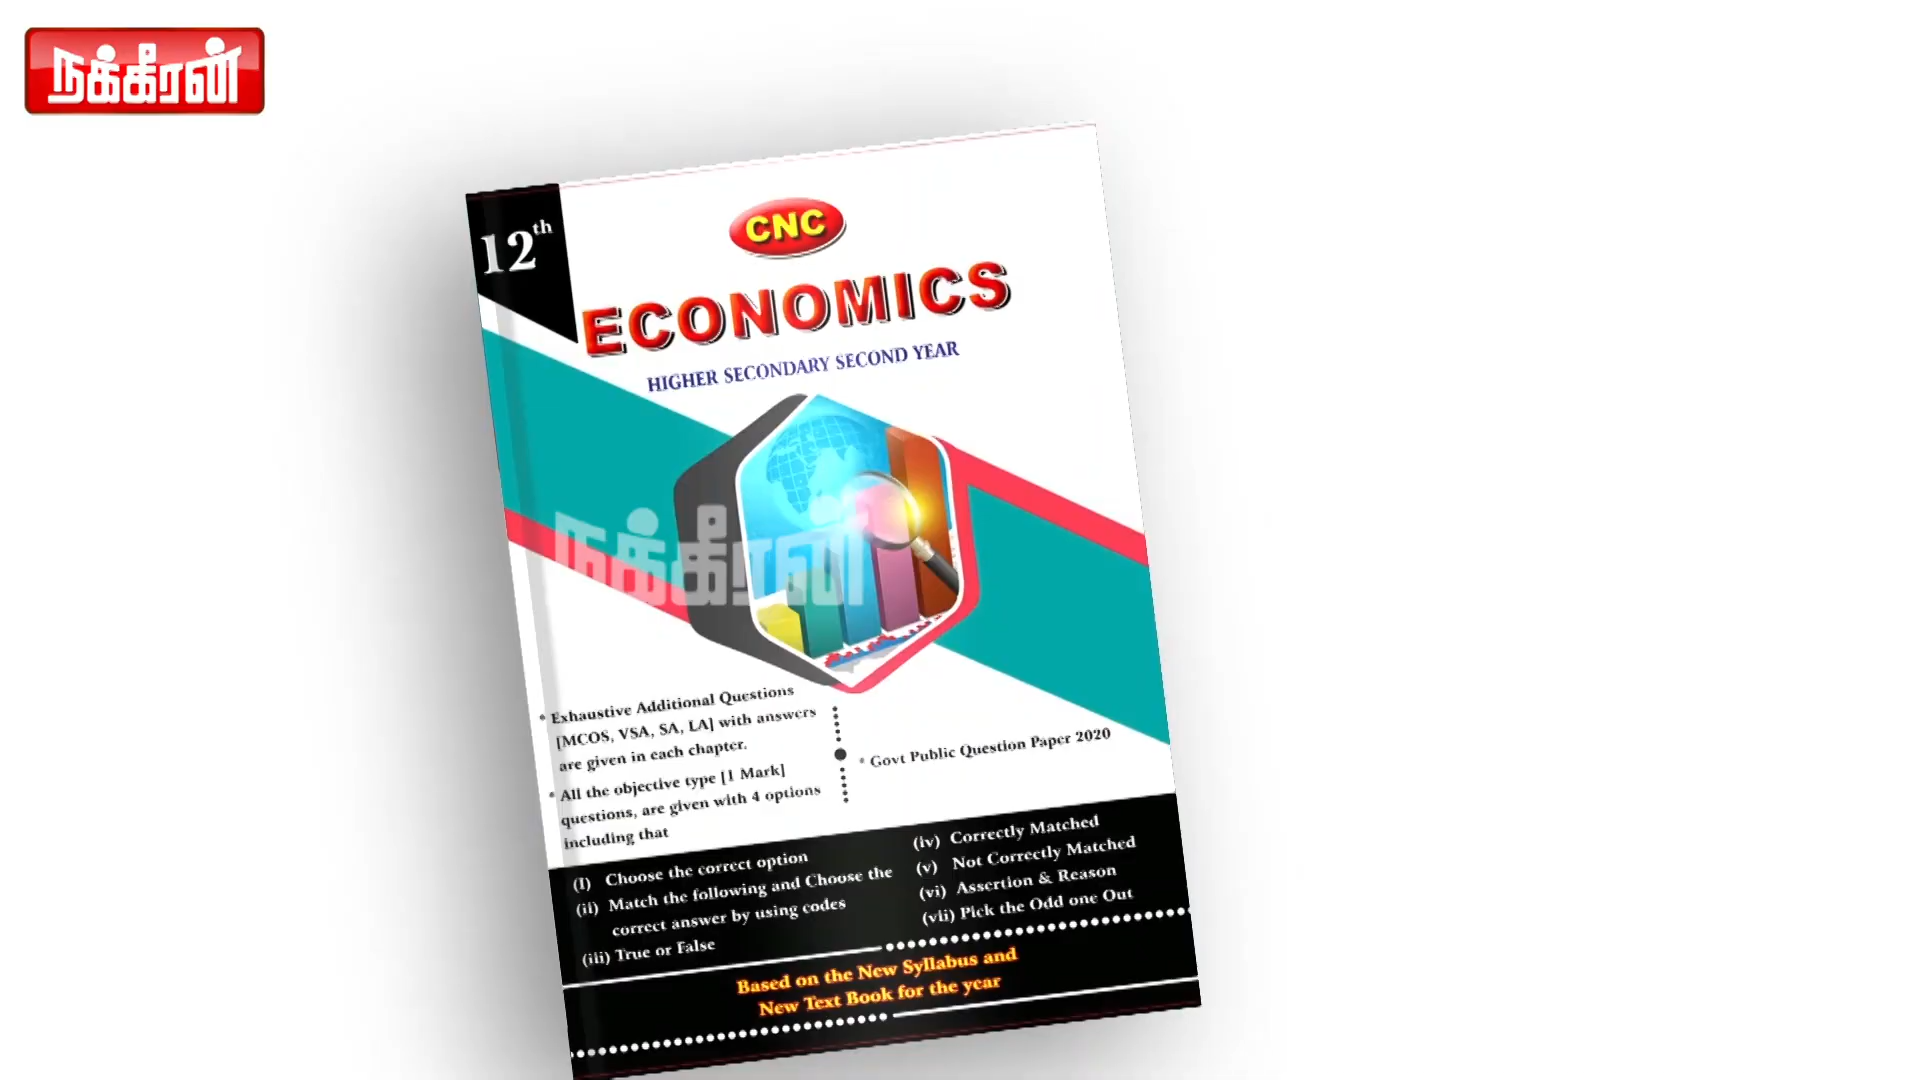 நக்கீரன்
12th
CNC
ECONOMICS
HIGHER SECONDARY SECOND YEAR
நக்கீரன்
* Exhaustive Additional Questions
[MCOS, VSA, SA, LA] with answers
are given in each chapter.
* All the objective type [1 Mark]
questions, are given with 4 options
including that
* Govt Public Question Paper 2020
(I) Choose the correct option
(ii) Match the following and Choose the
correct answer by using codes
(iii) True or False
(iv) Correctly Matched
(v) Not Correctly Matched
(vi) Assertion & Reason
(vii) Pick the Odd one Out
Based on the New Syllabus and
New Text Book for the year